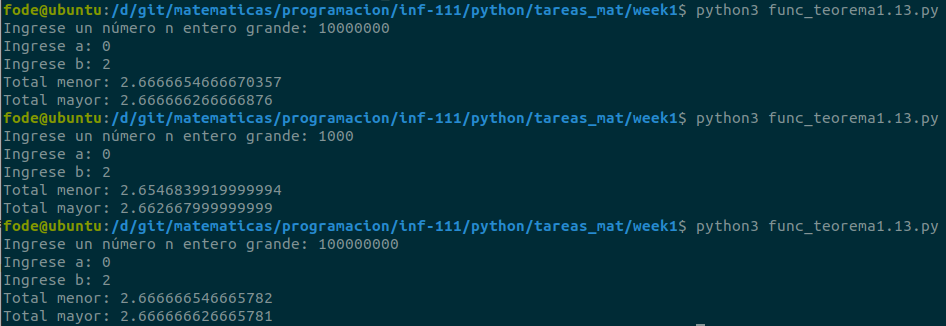 fode@ubuntu:/d/git/matematicas/programacion/inf-111/python/tareas_mat/week1$ python3 func_teorema1.13.py
Ingrese un número n entero grande: 10000000
Ingrese a: 0
Ingrese b: 2
Total menor: 2.6666654666670357
Total mayor: 2.666666266666876
fode@ubuntu:/d/git/matematicas/programacion/inf-111/python/tareas_mat/week1$ python3 func_teorema1.13.py
Ingrese un número n entero grande: 1000
Ingrese a: 0
Ingrese b: 2
Total menor: 2.6546839919999994
Total mayor: 2.662667999999999
fode@ubuntu:/d/git/matematicas/programacion/inf-111/python/tareas_mat/week1$ python3 func_teorema1.13.py
Ingrese un número n entero grande: 100000000
Ingrese a: 0
Ingrese b: 2
Total menor: 2.666666546665782
Total mayor: 2.666666626665781